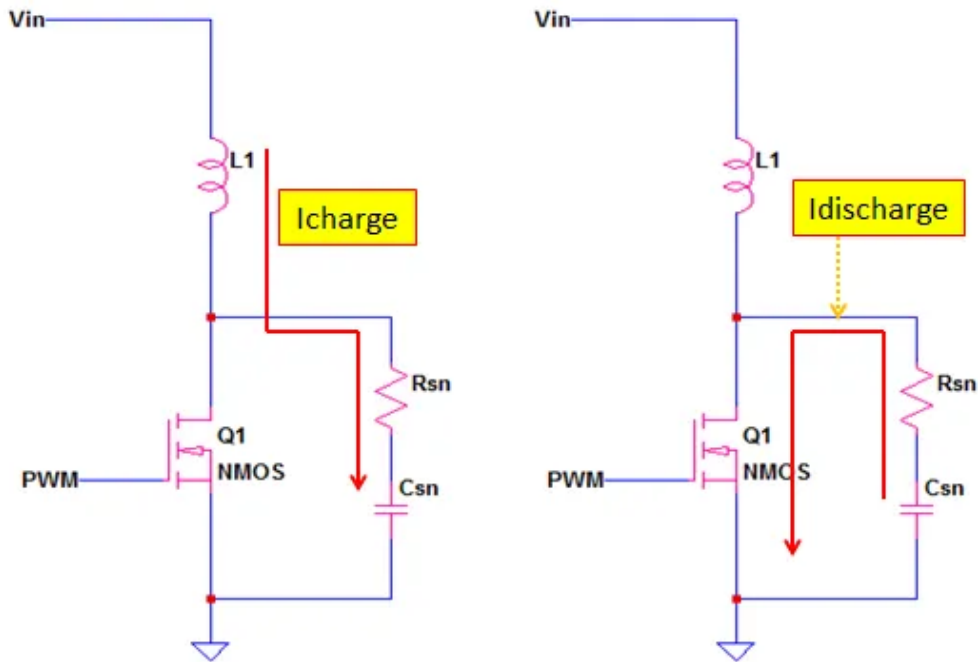 Vin
L1
Icharge
Rsn
Q1
NMOS
PWM
Csn
Vin
L1
Idischarge
Rsn
Q1
NMOS
PWM
Csn